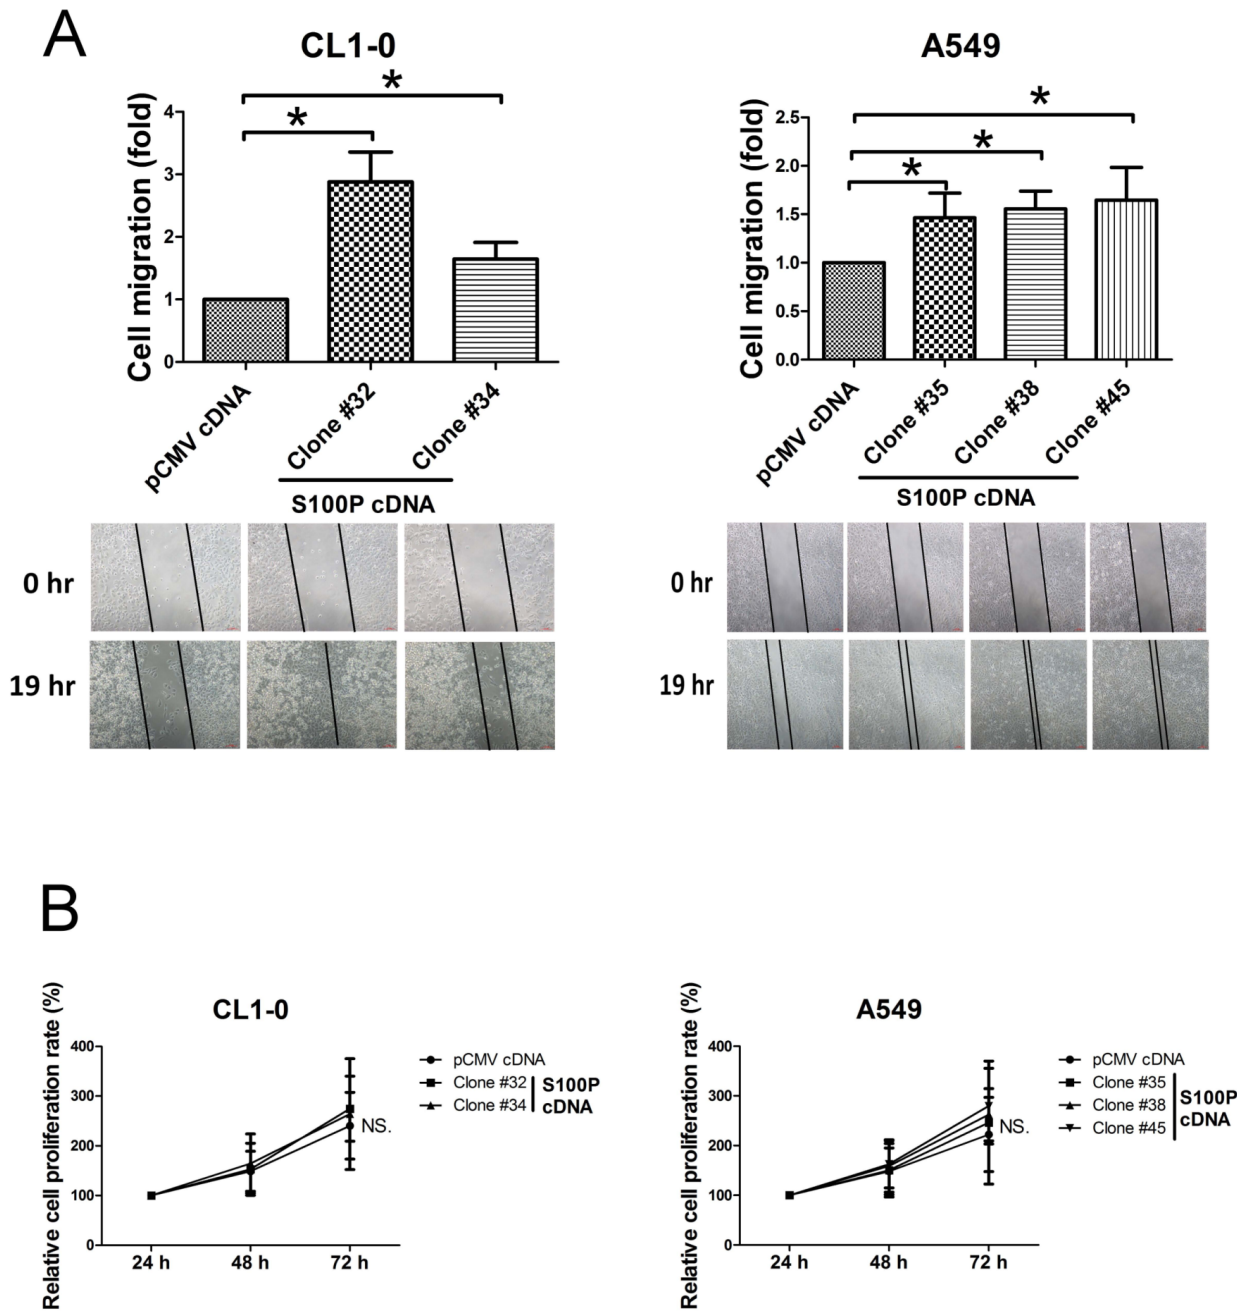 A
CL1-0
*
*
Cell migration (fold)
4
3
2
1
0
pCMV cDNA
Clone #32
Clone #34
S100P cDNA
0 hr
19 hr
A549
*
*
*
Cell migration (fold)
2.5
2.0
1.5
1.0
0.5
0.0
pCMV cDNA
Clone #35
Clone #38
Clone #45
S100P cDNA
0 hr
19 hr
B
CL1-0
Relative cell proliferation rate (%)
400
300
200
100
0
24 h
48 h
72 h
NS.
pCMV cDNA
Clone #32
Clone #34
S100P
cDNA
A549
Relative cell proliferation rate (%)
400
300
200
100
0
24 h
48 h
72 h
NS.
pCMV cDNA
Clone #35
Clone #38
Clone #45
S100P
cDNA